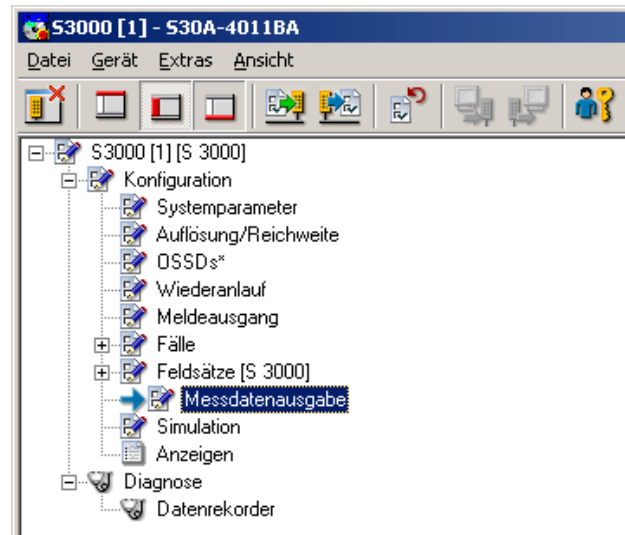 S3000 [1] - S30A-4011BA
Datei Gerät Extras Ansicht
S3000 [1] [S 3000]
Konfiguration
Systemparameter
Auflösung/Reichweite
OSSDs*
Wiederanlauf
Meldeausgang
Fälle
Feldsätze [S 3000]
Messdatenausgabe
Simulation
Anzeigen
Diagnose
Datenrekorder